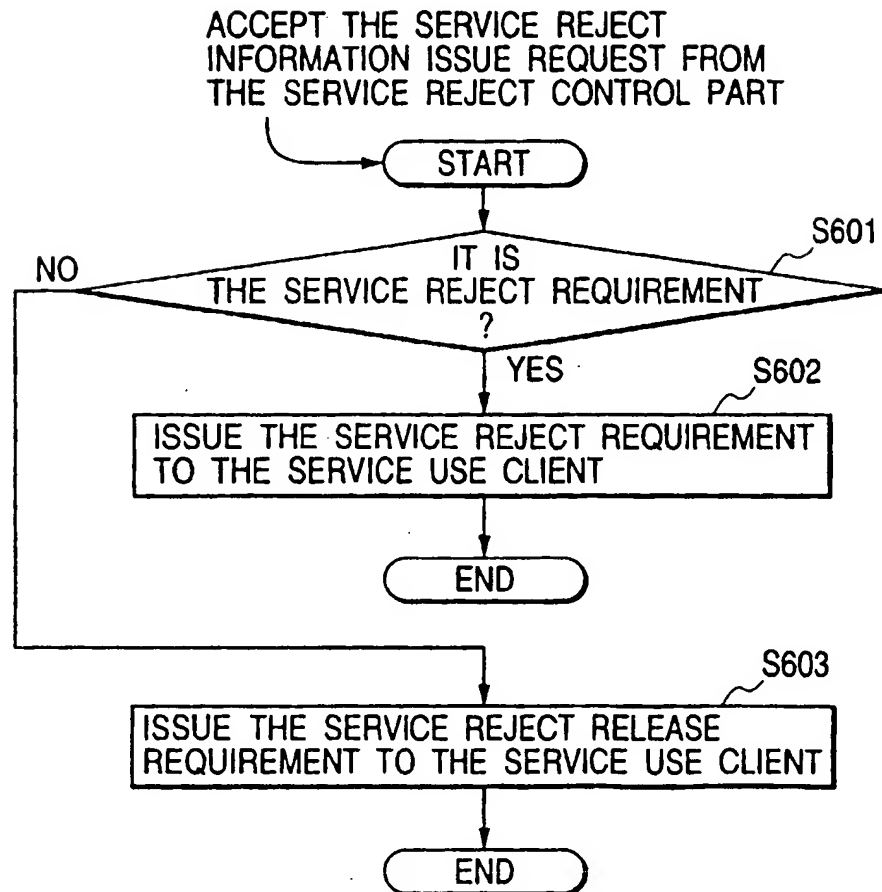 ACCEPT THE SERVICE REJECT
INFORMATION ISSUE REQUEST FROM
THE SERVICE REJECT CONTROL PART
START
S601
NO
IT IS
THE SERVICE REJECT REQUIREMENT
?
YES
S602
ISSUE THE SERVICE REJECT REQUIREMENT
TO THE SERVICE USE CLIENT
END
S603
ISSUE THE SERVICE REJECT RELEASE
REQUIREMENT TO THE SERVICE USE CLIENT
END